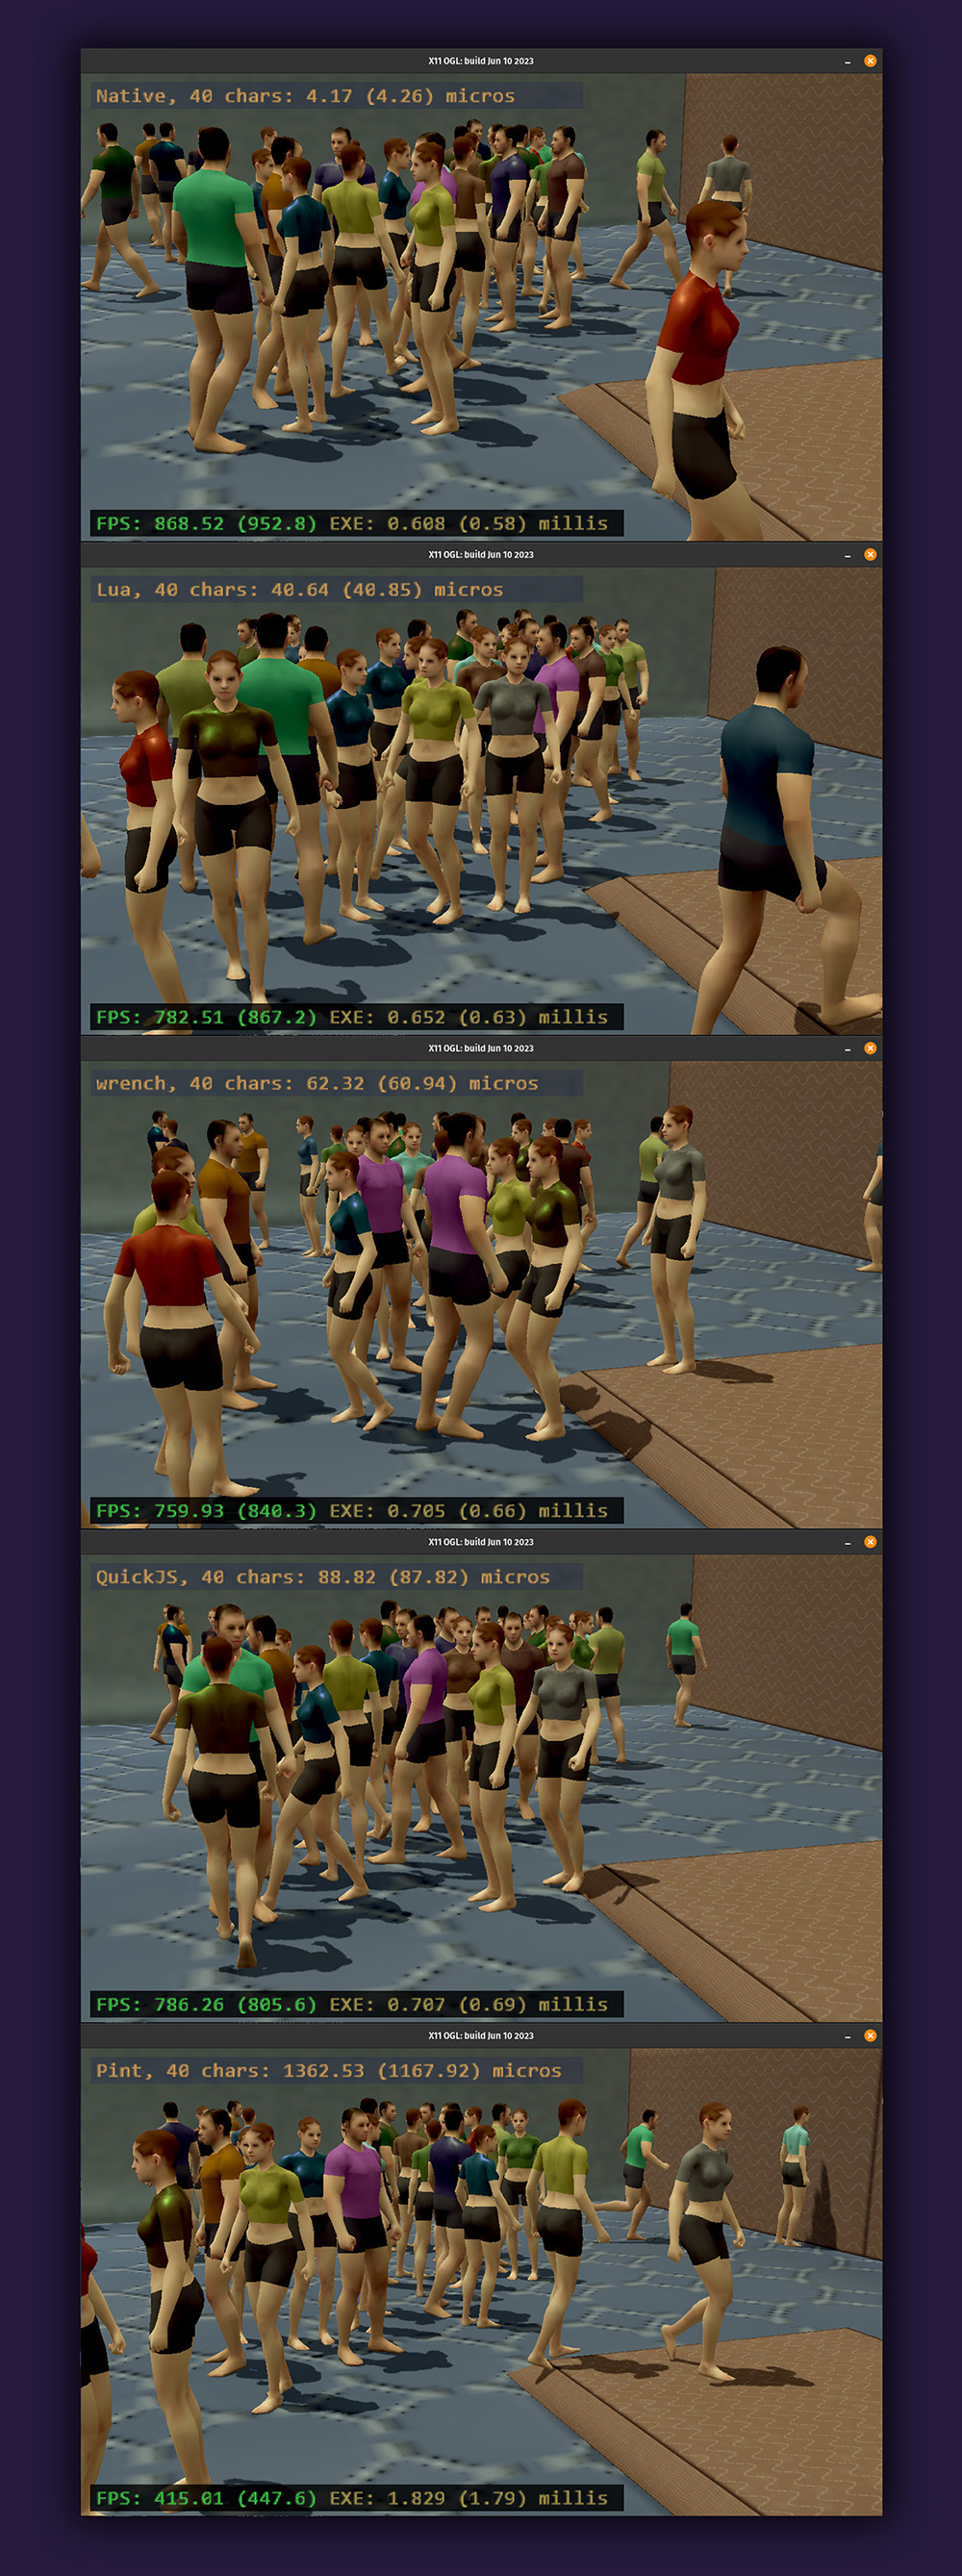 X11 OGL: build Jun 10 2023
Native, 40 chars: 4.17 (4.26) micros
FPS: 868.52 (952.8) EXE: 0.608 (0.58) millis
X11 OGL: build Jun 10 2023
Lua, 40 chars: 40.64 (40.85) micros
FPS: 782.51 (867.2) EXE: 0.652 (0.63) millis
X11 OGL: build Jun 10 2023
wrench, 40 chars: 62.32 (60.94) micros
FPS: 759.93 (840.3) EXE: 0.705 (0.66) millis
X11 OGL: build Jun 10 2023
QuickJS, 40 chars: 88.82 (87.82) micros
FPS: 786.26 (805.6) EXE: 0.707 (0.69) millis
X11 OGL: build Jun 10 2023
Pint, 40 chars: 1362.53 (1167.92) micros
FPS: 415.01 (447.6) EXE: 1.829 (1.79) millis